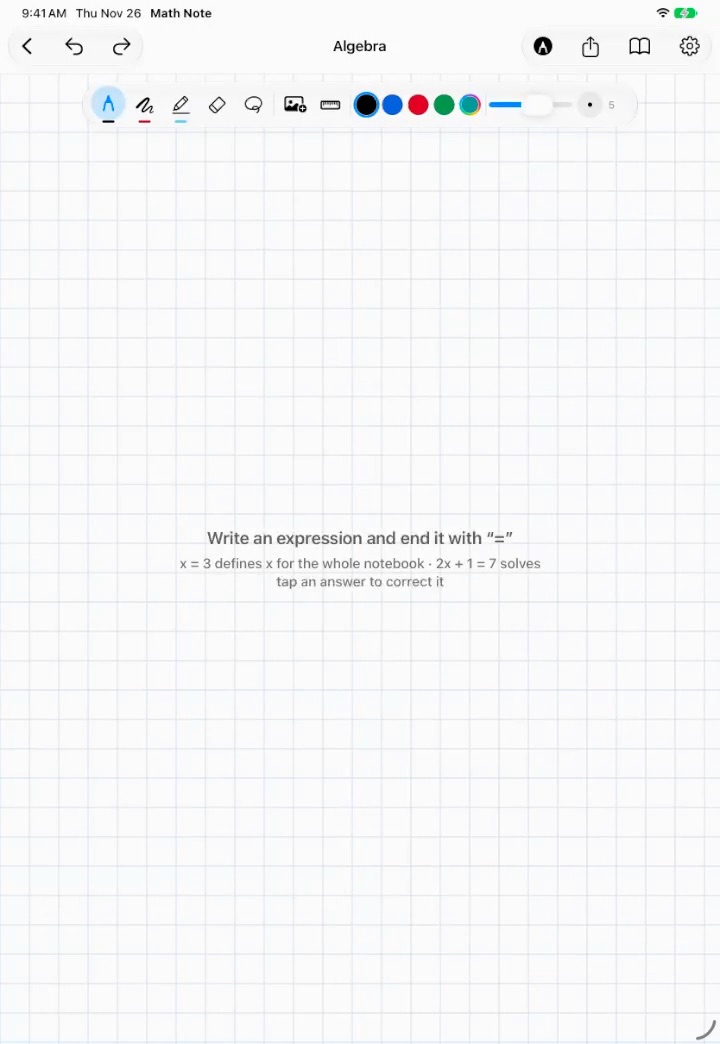 9:41 AM Thu Nov 26 Math Note
Algebra
5
Write an expression and end it with “=”
x = 3 defines x for the whole notebook · 2x + 1 = 7 solves
tap an answer to correct it